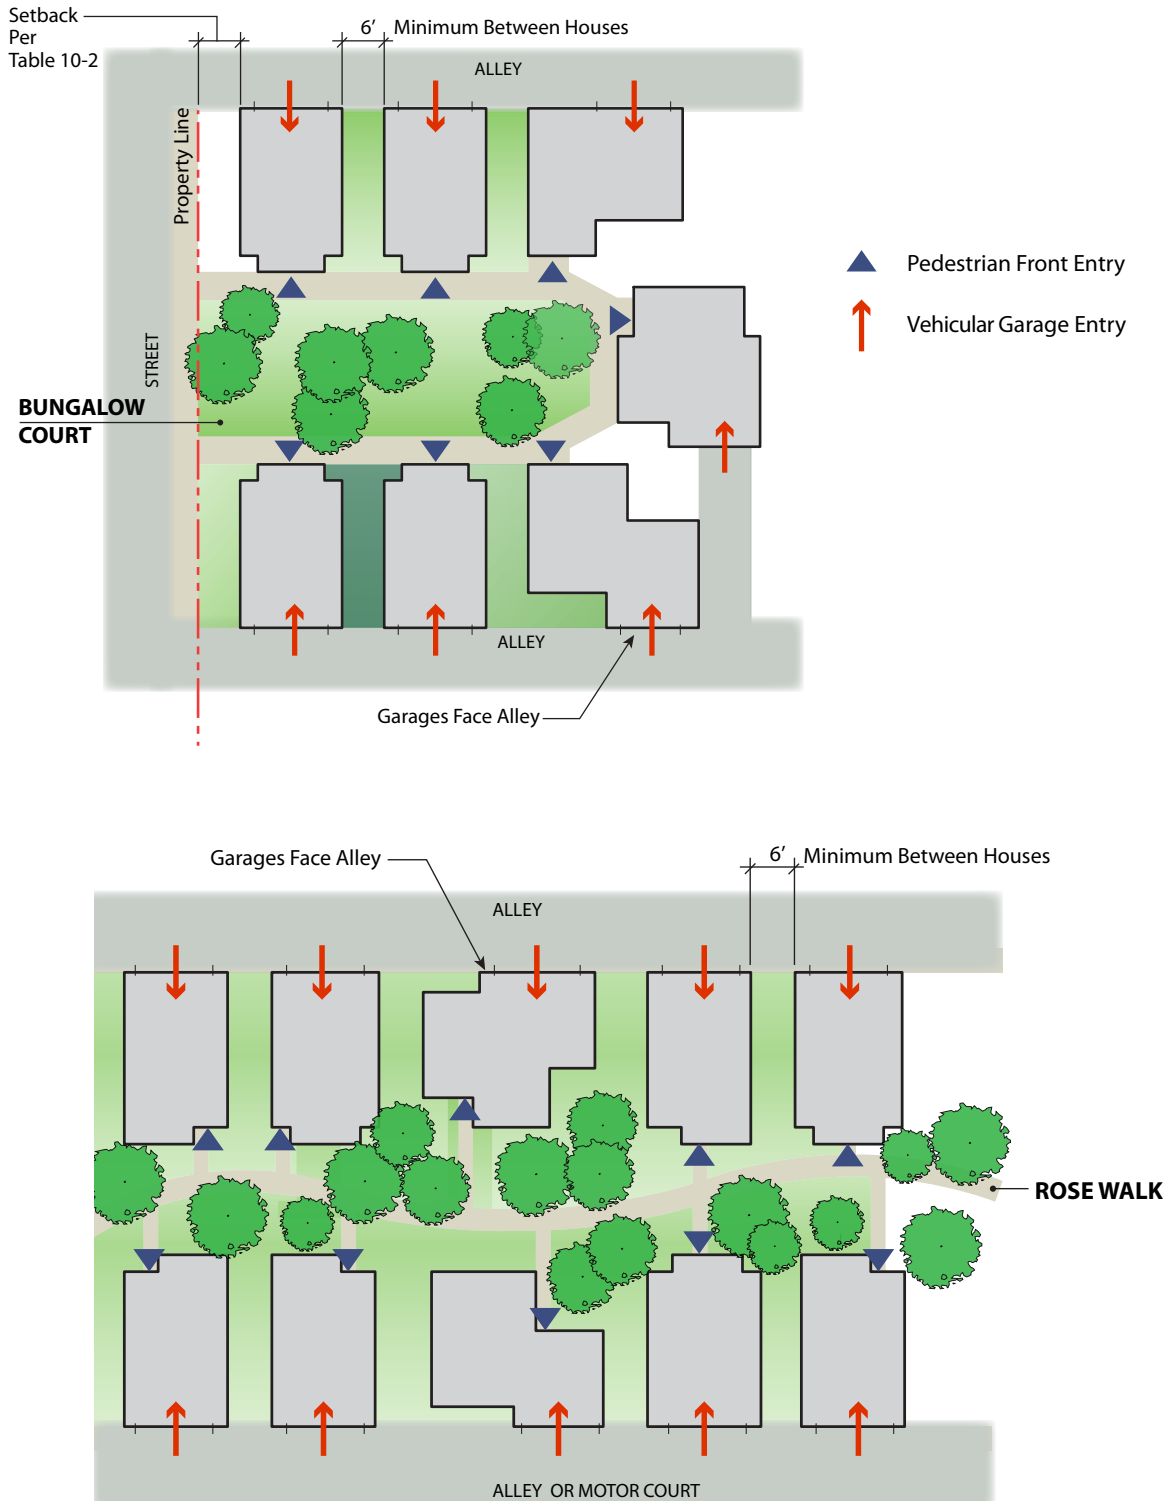 Setback
Per
Table 10-2
6’ Minimum Between Houses
ALLEY
Property Line
STREET
Pedestrian Front Entry
Vehicular Garage Entry
BUNGALOW
COURT
ALLEY
Garages Face Alley
Garages Face Alley
6’ Minimum Between Houses
ALLEY
ROSE WALK
ALLEY OR MOTOR COURT